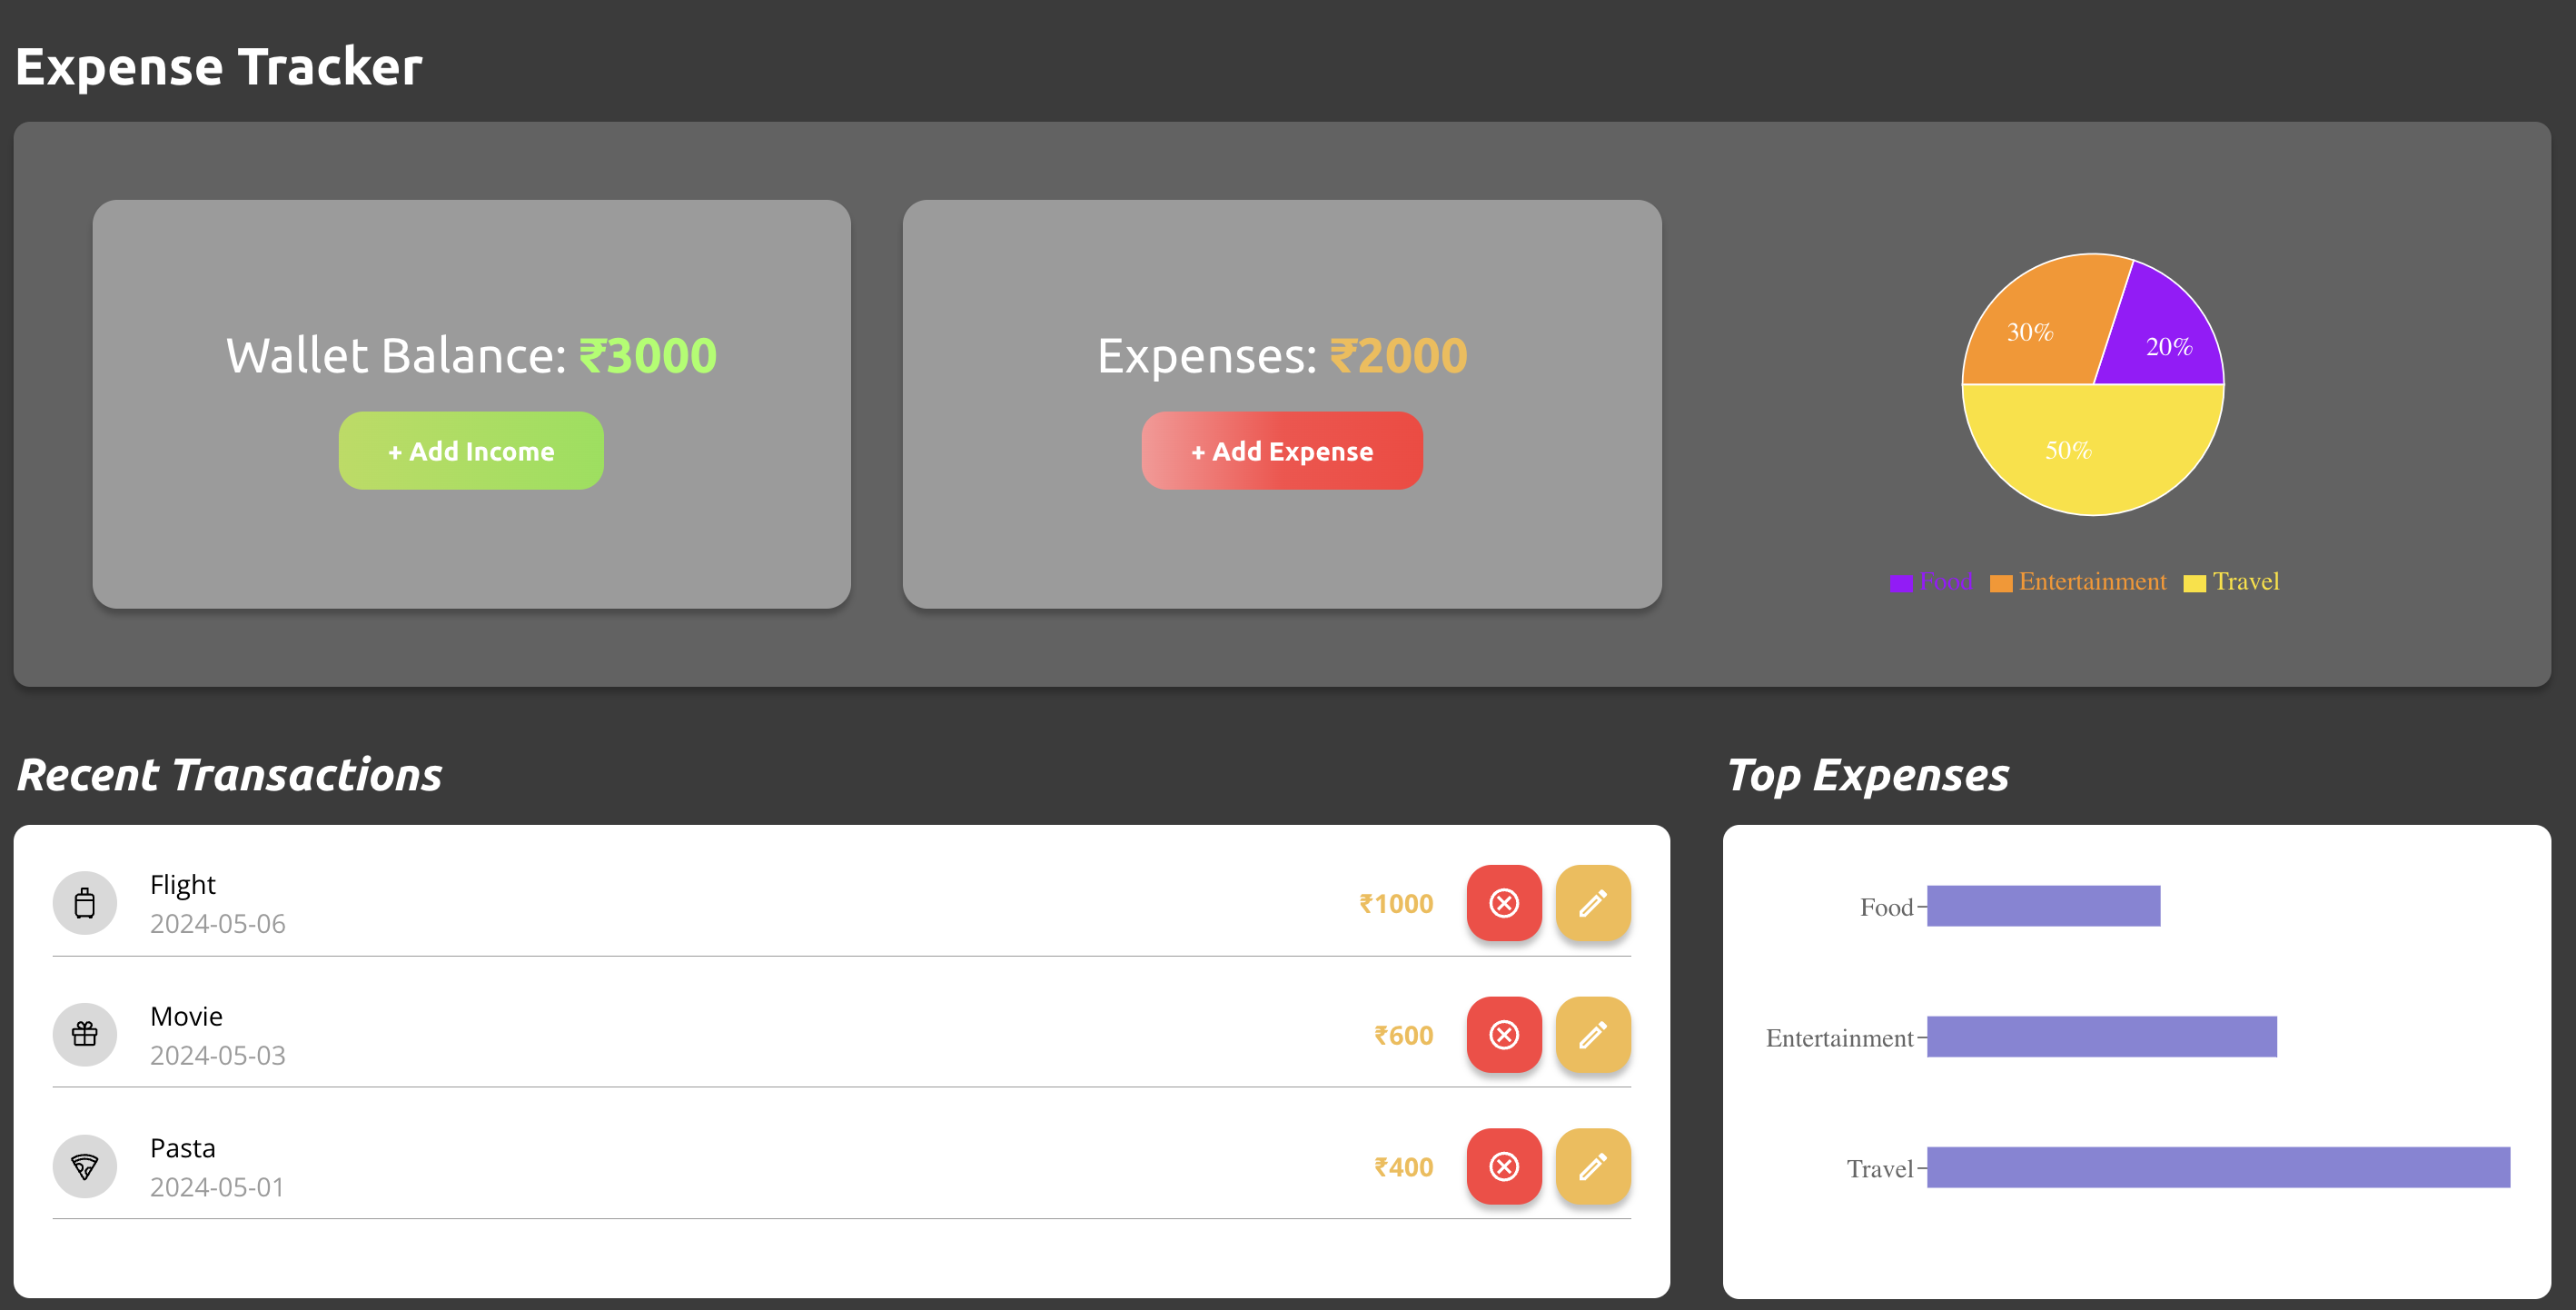 Expense Tracker
Wallet Balance: ₹3000
+ Add Income
Expenses: ₹2000
+ Add Expense
30%
20%
50%
Food Entertainment Travel
Recent Transactions
Flight
2024-05-06
₹1000
Movie
2024-05-03
₹600
Pasta
2024-05-01
₹400
Top Expenses
Food
Entertainment
Travel